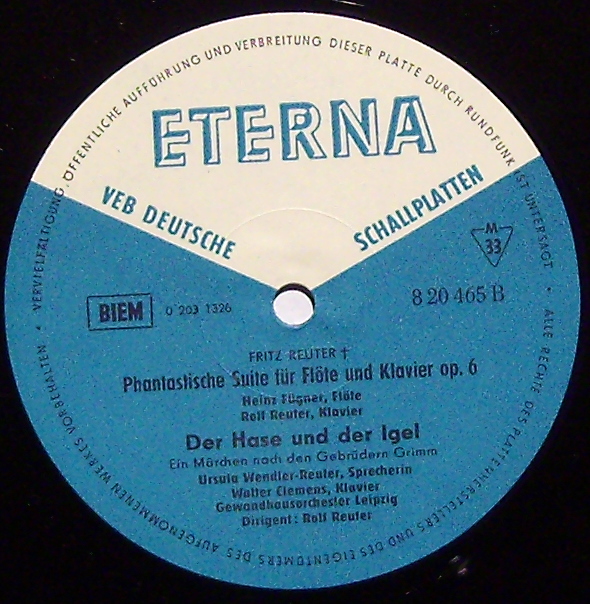 ALLE RECHTE DES PLATTENHERSTELLERS UND DES EIGENTÜMERS DES AUFGENOMMENEN WERKES VORBEHALTEN • VERVIELFÄLTIGUNG, ÖFFENTLICHE AUFFÜHRUNG UND VERBREITUNG DIESER PLATTE DURCH RUNDFUNK IST UNTERSAGT •
ETERNA
VEB DEUTSCHE SCHALLPLATTEN
M
33
BIEM 0 203 1326 8 20 465 B
FRITZ REUTER †
Phantastische Suite für Flöte und Klavier op. 6
Heinz Fügner, Flöte
Rolf Reuter, Klavier
Der Hase und der Igel
Ein Märchen nach den Gebrüdern Grimm
Ursula Wendler-Reuter, Sprecherin
Walter Clemens, Klavier
Gewandhausorchester Leipzig
Dirigent: Rolf Reuter